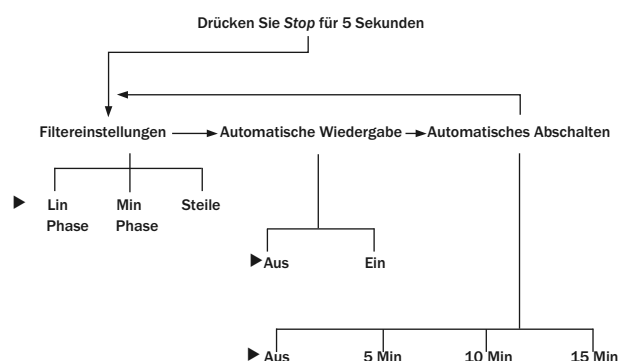 Drücken Sie Stop für 5 Sekunden
Filtereinstellungen Automatische Wiedergabe Automatisches Abschalten
Lin Phase
Min Phase
Steile
Aus Ein
Aus 5 Min 10 Min 15 Min